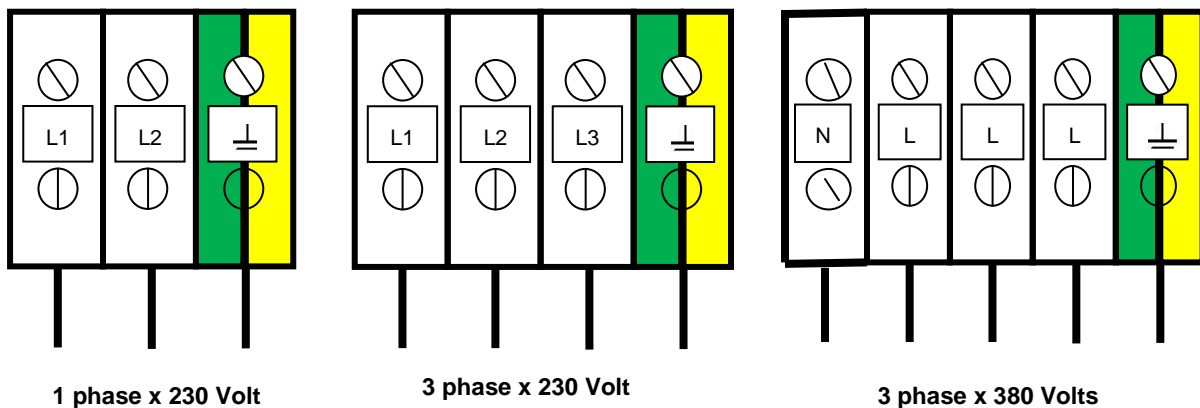 L1 L2
L1 L2 L3
N L L L
1 phase x 230 Volt
3 phase x 230 Volt
3 phase x 380 Volts